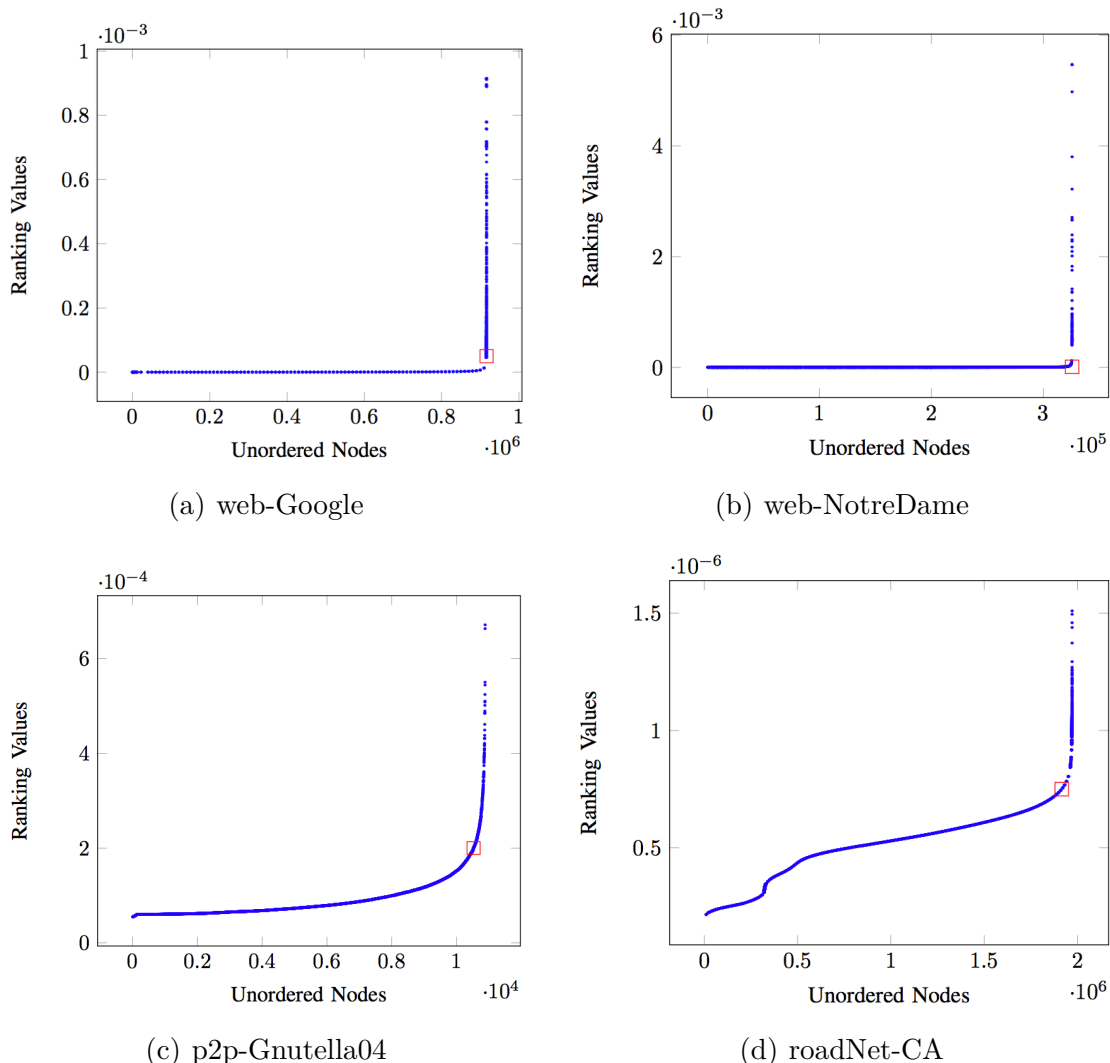 ·10⁻³
1
0.8
0.6
0.4
0.2
0
Ranking Values
0 0.2 0.4 0.6 0.8 1
Unordered Nodes ·10⁶
(a) web-Google
·10⁻³
6
4
2
0
Ranking Values
0 1 2 3
Unordered Nodes ·10⁵
(b) web-NotreDame
·10⁻⁴
6
4
2
0
Ranking Values
0 0.2 0.4 0.6 0.8 1
Unordered Nodes ·10⁴
(c) p2p-Gnutella04
·10⁻⁶
1.5
1
0.5
Ranking Values
0 0.5 1 1.5 2
Unordered Nodes ·10⁶
(d) roadNet-CA